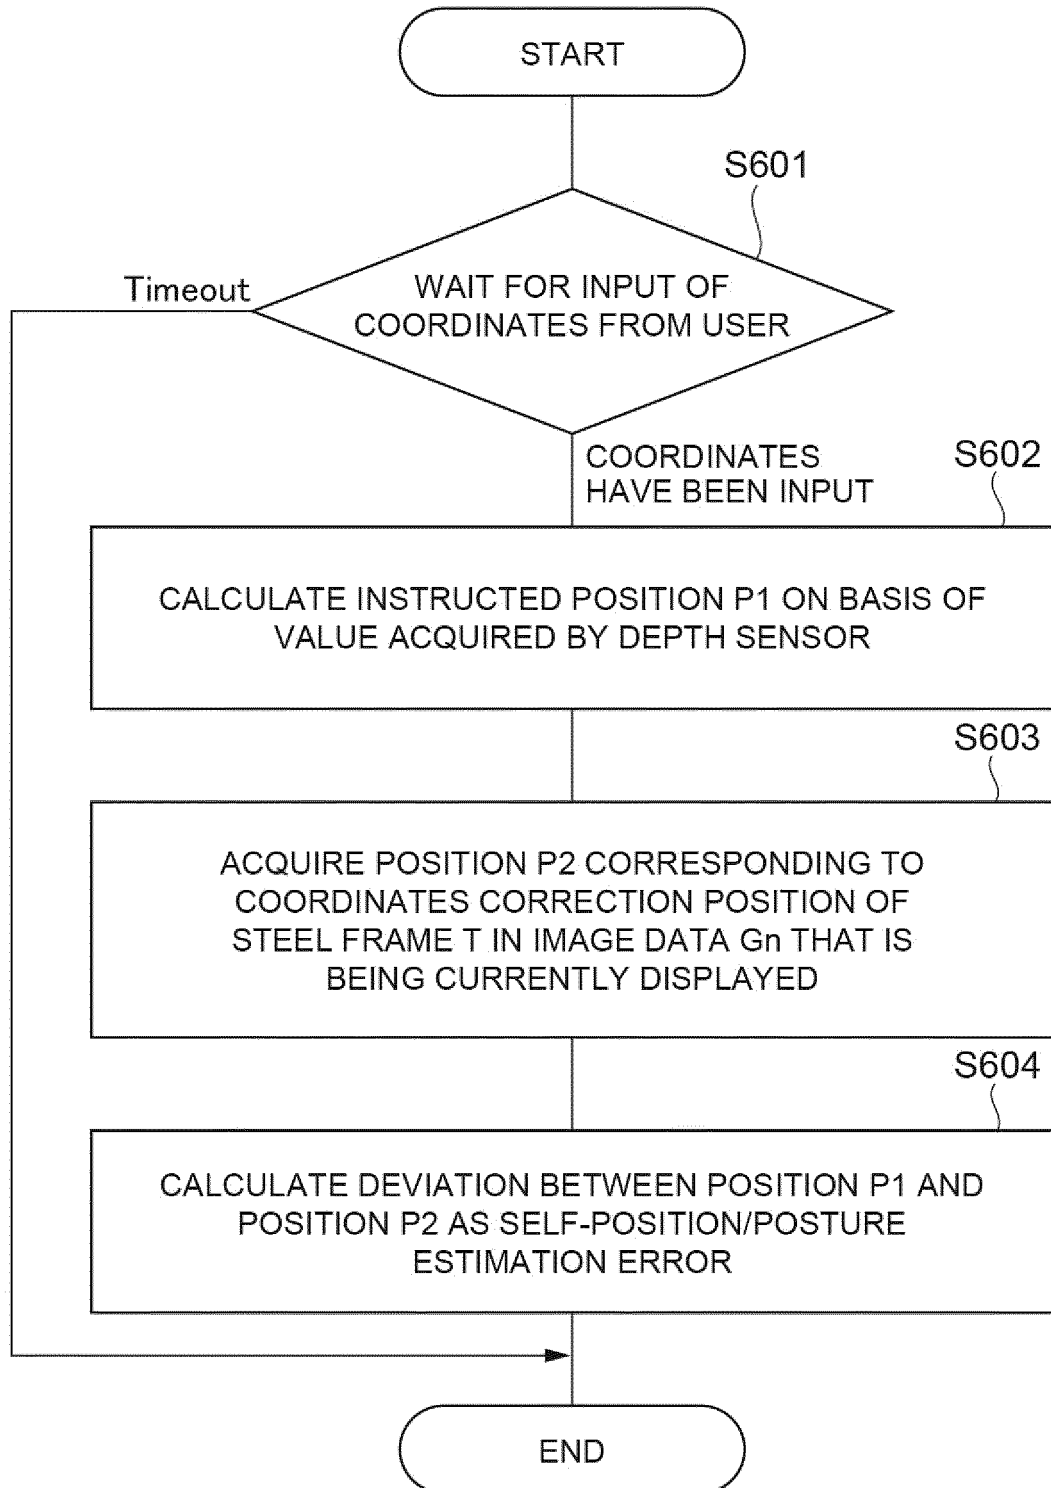 START
S601
Timeout
WAIT FOR INPUT OF
COORDINATES FROM USER
COORDINATES
HAVE BEEN INPUT
S602
CALCULATE INSTRUCTED POSITION P1 ON BASIS OF
VALUE ACQUIRED BY DEPTH SENSOR
S603
ACQUIRE POSITION P2 CORRESPONDING TO
COORDINATES CORRECTION POSITION OF
STEEL FRAME T IN IMAGE DATA Gn THAT IS
BEING CURRENTLY DISPLAYED
S604
CALCULATE DEVIATION BETWEEN POSITION P1 AND
POSITION P2 AS SELF-POSITION/POSTURE
ESTIMATION ERROR
END